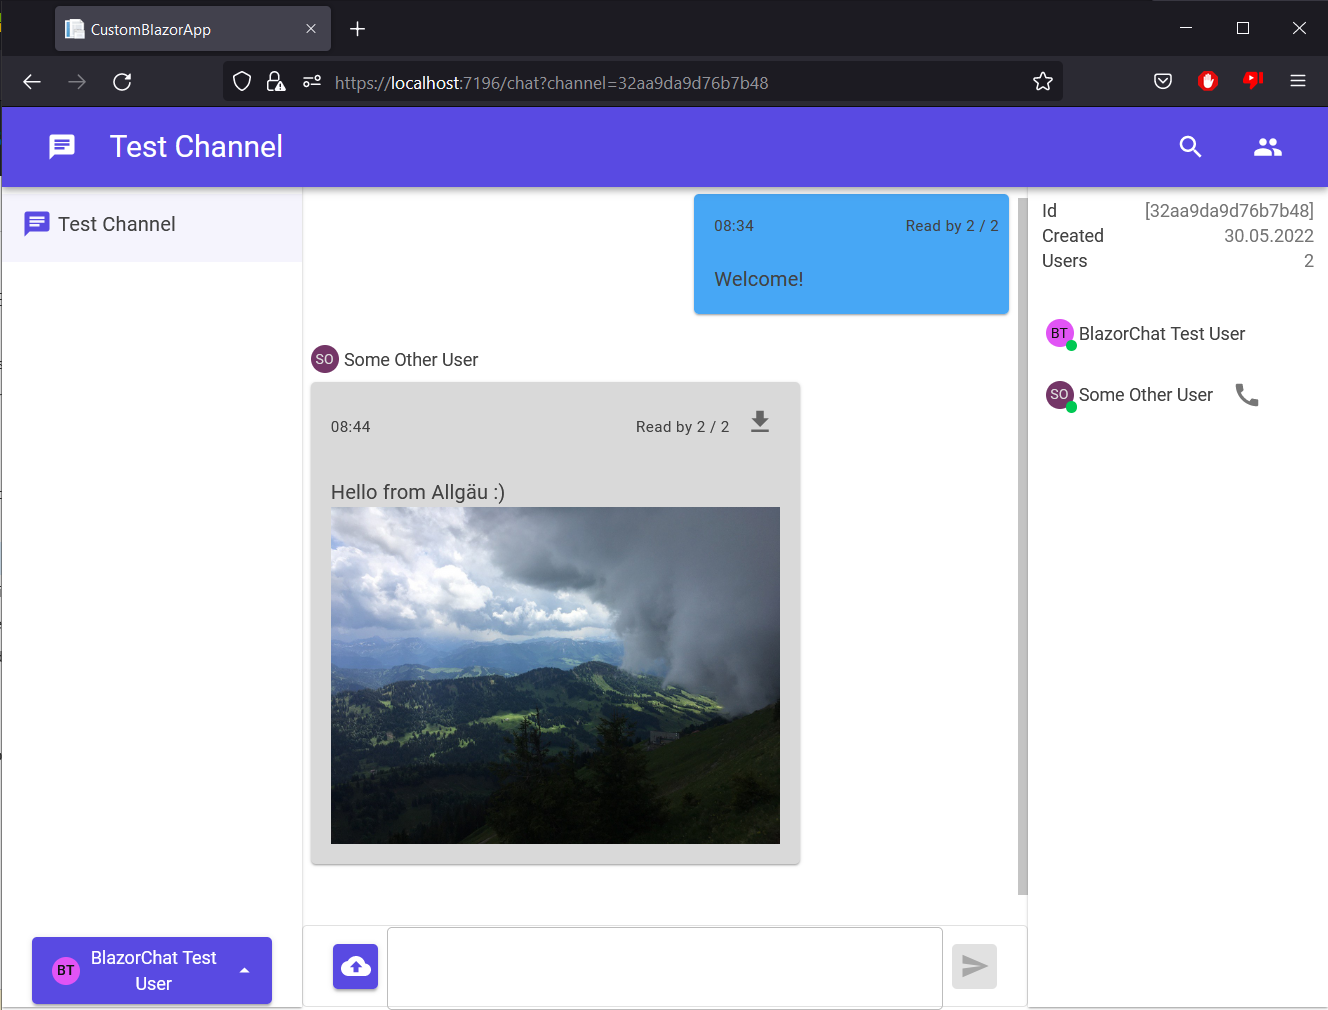 CustomBlazorApp
https://localhost:7196/chat?channel=32aa9da9d76b7b48
Test Channel
Test Channel
08:34 Read by 2 / 2
Welcome!
SO Some Other User
08:44 Read by 2 / 2
Hello from Allgäu :)
Id [32aa9da9d76b7b48]
Created 30.05.2022
Users 2
BT BlazorChat Test User
SO Some Other User
BT BlazorChat Test
User